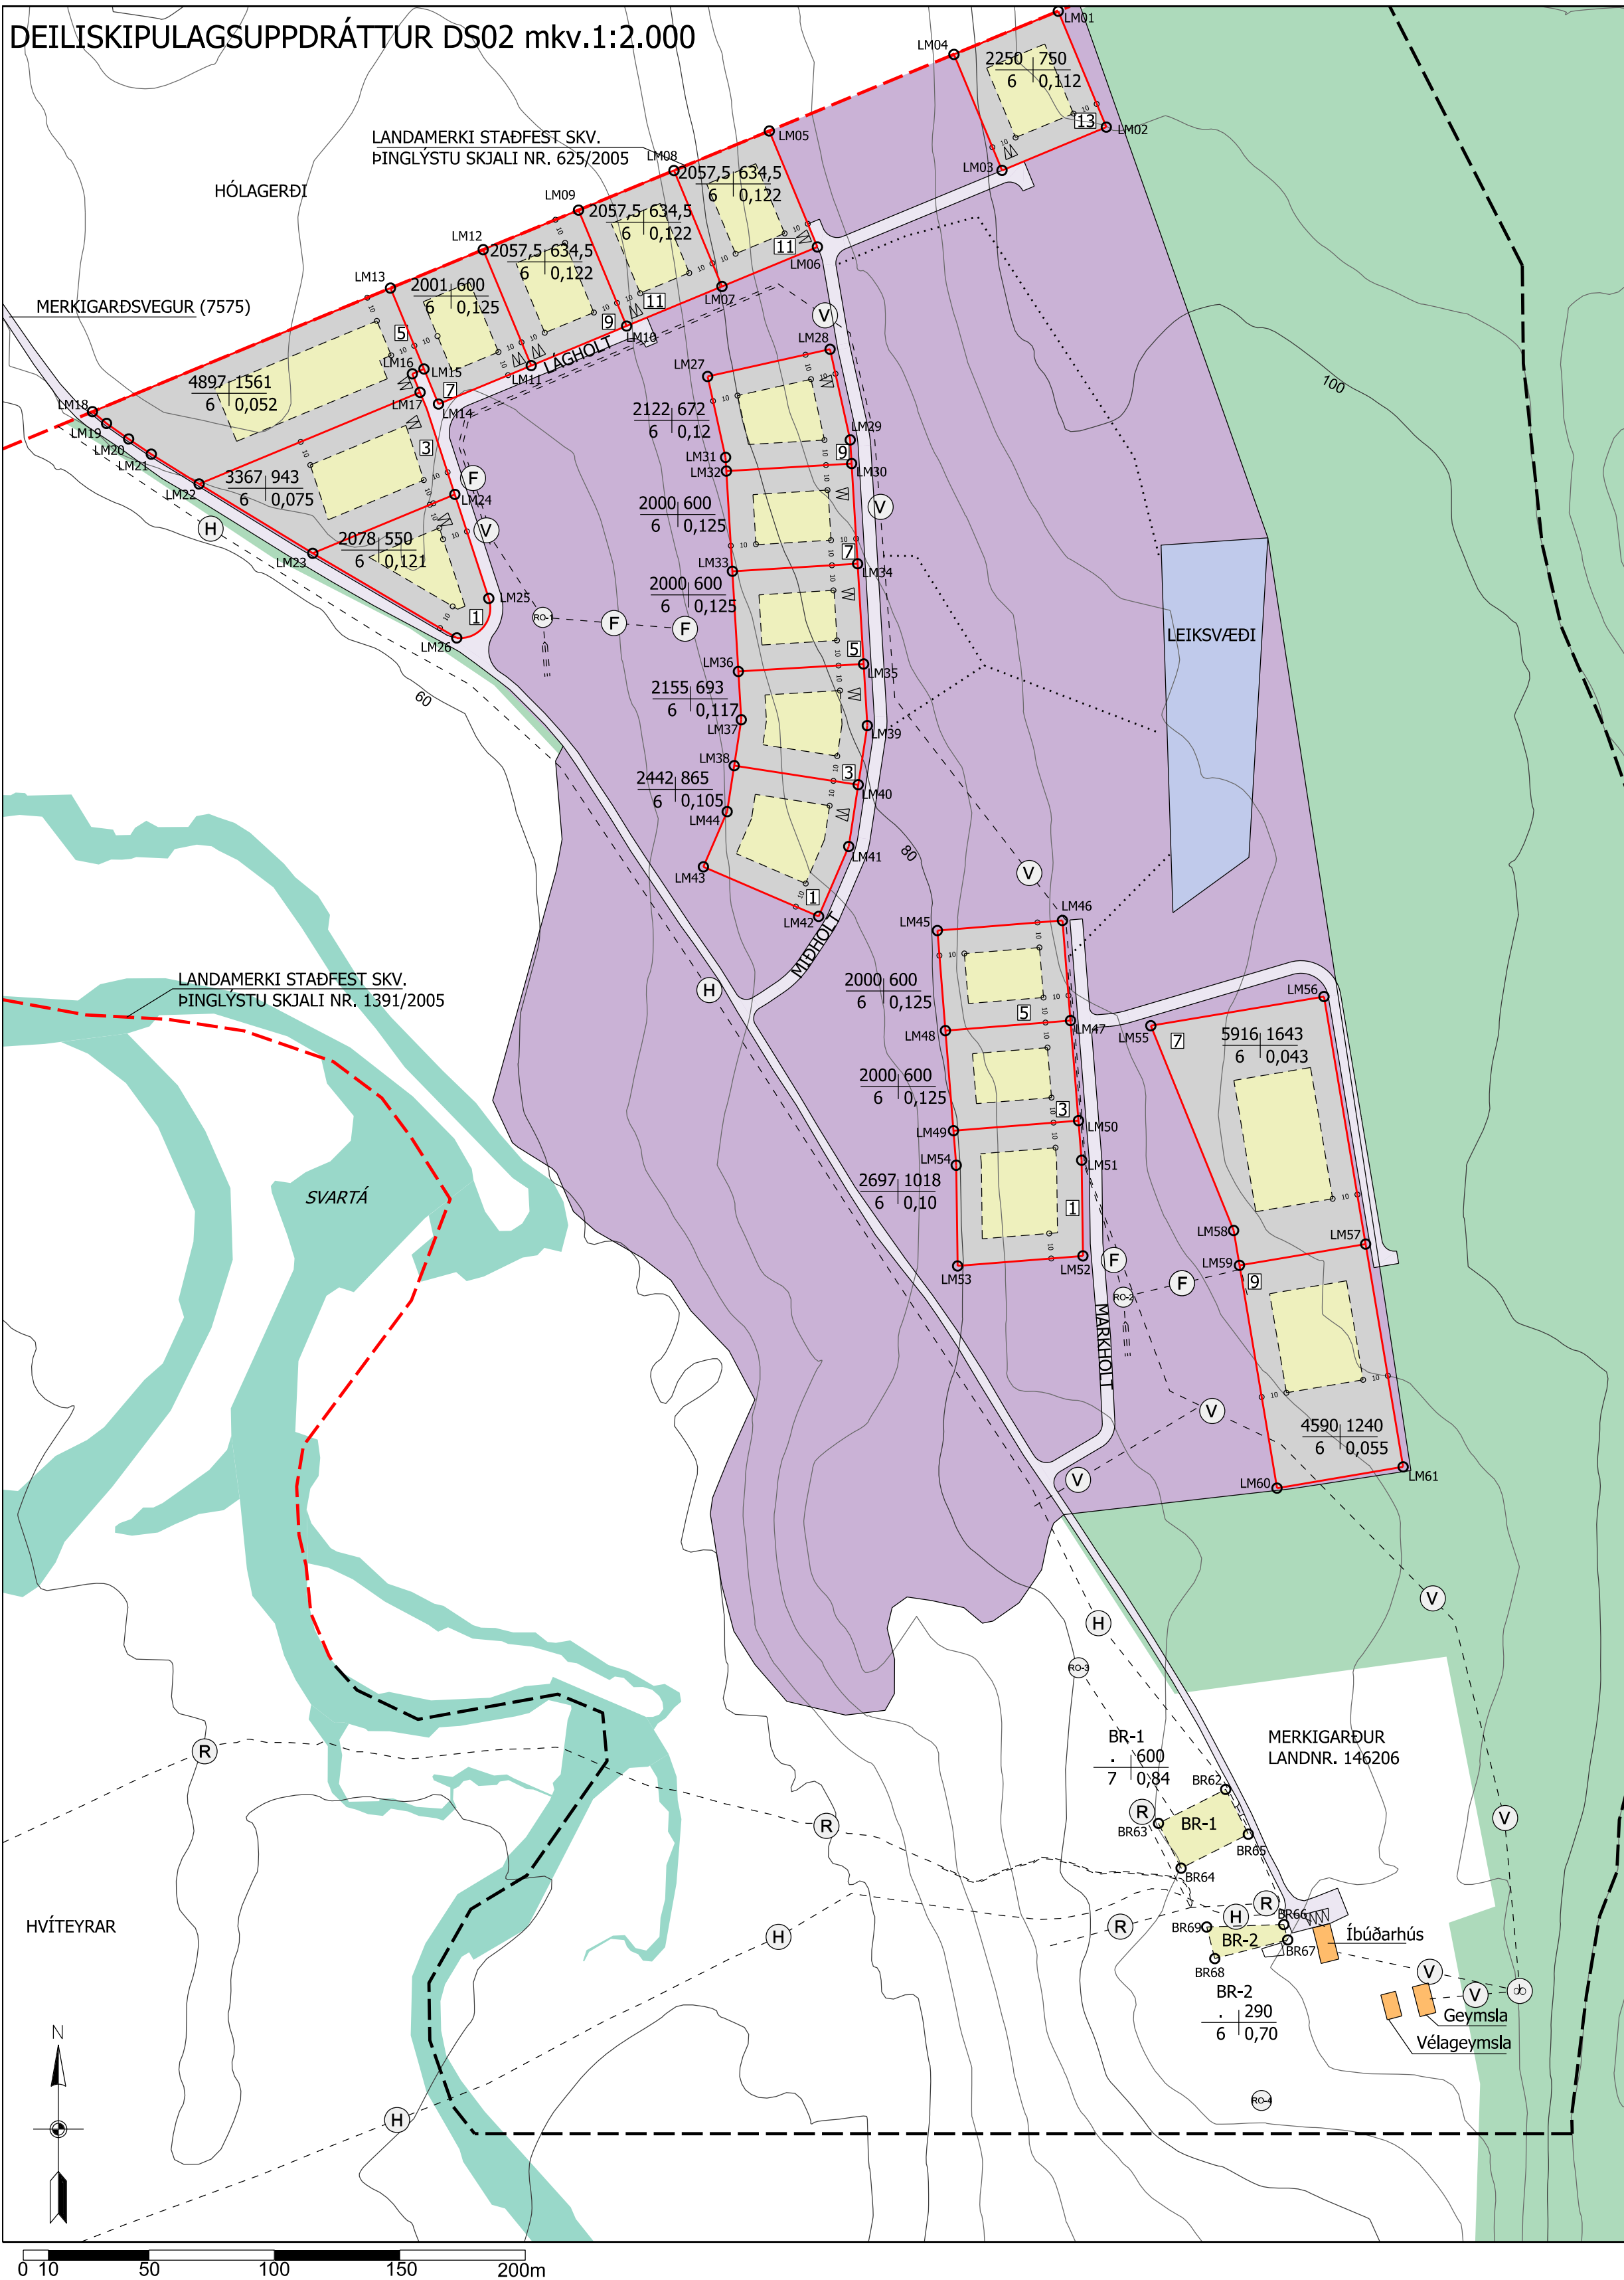 DEILISKIPULAGSUPPDRÁTTUR DS02 mkv.1:2.000
LM01
LM04
2250 750
6 0,112
13
LM02
LM03
LANDAMERKI STAÐFEST SKV.
ÞINGLÝSTU SKJALI NR. 625/2005
LM05
LM08
2057,5 634,5
6 0,122
11
LM06
HÓLAGERÐI
LM09
2057,5 634,5
6 0,122
11
LM07
LM12
2057,5 634,5
6 0,122
9
LM10
LM13
2001 600
6 0,125
5
LÁGHOLT
LM11
MERKIGARÐSVEGUR (7575)
LM16
LM15
LM17
7
LM14
4897 1561
6 0,052
LM18
LM19
LM20
LM21
3
3367 943
6 0,075
LM22
LM24
F
V
H
2078 550
6 0,121
LM23
LM25
1
LM26
RO-1
F
F
V
LM28
LM27
2122 672
6 0,12
LM29
9
LM31
LM30
LM32
V
2000 600
6 0,125
7
LM33
LM34
2000 600
6 0,125
5
LM36
LM35
2155 693
6 0,117
LM37
LM39
LM38
3
LM40
2442 865
6 0,105
LM44
LM41
LM43
1
LM42
MIÐHOLT
60
80
100
LEIKSVÆÐI
V
H
LM46
LM45
2000 600
6 0,125
5
LM48
LM47
2000 600
6 0,125
3
LM49
LM50
LM54
LM51
2697 1018
6 0,10
1
LM53
LM52
LM56
LM55
7
5916 1643
6 0,043
LM58
LM57
LM59
9
F
F
RO-2
MARKHOLT
V
V
4590 1240
6 0,055
LM60
LM61
LANDAMERKI STAÐFEST SKV.
ÞINGLÝSTU SKJALI NR. 1391/2005
SVARTÁ
V
H
RO-3
R
BR-1
. 600
7 0,84
MERKIGARÐUR
LANDNR. 146206
BR62
R
BR63
BR-1
BR65
BR64
V
R
HVÍTEYRAR
H
R
R
H
BR69
BR66
BR-2
BR67
BR68
Íbúðarhús
BR-2
. 290
6 0,70
V
V
Geymsla
Vélageymsla
RO-4
H
N
0 10 50 100 150 200m